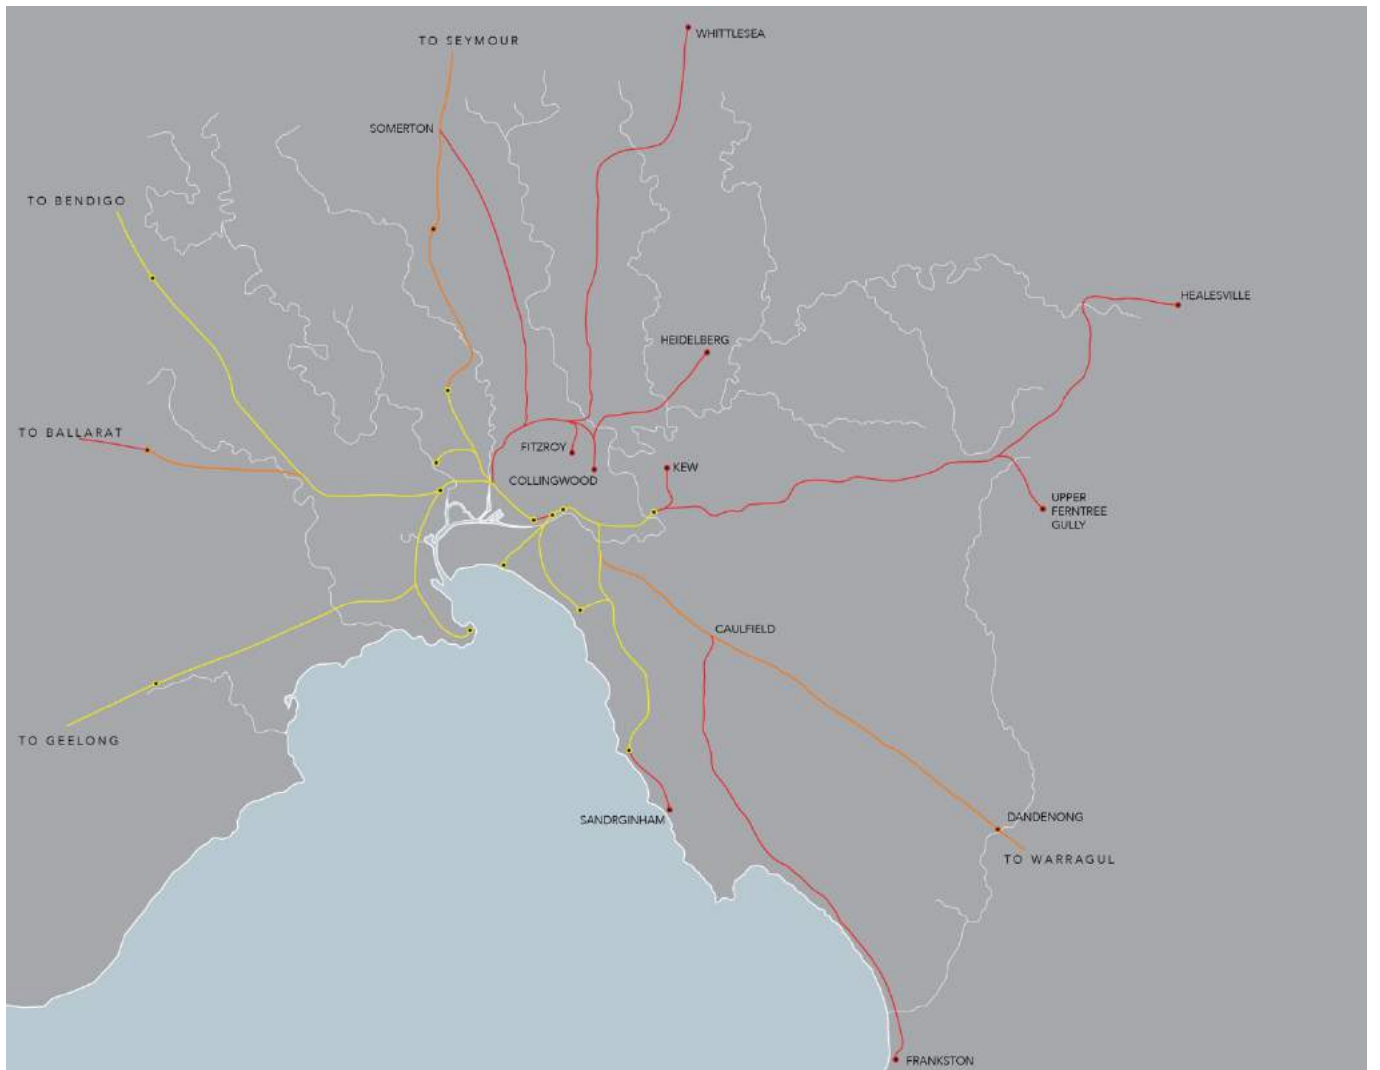 WHITTLESEA
TO SEYMOUR
SOMERTON
TO BENDIGO
HEALESVILLE
HEIDELBERG
TO BALLARAT
FITZROY
KEW
COLLINGWOOD
UPPER
FERNTREE
GULLY
CAULFIELD
TO GEELONG
SANDRGINHAM
DANDENONG
TO WARRAGUL
FRANKSTON